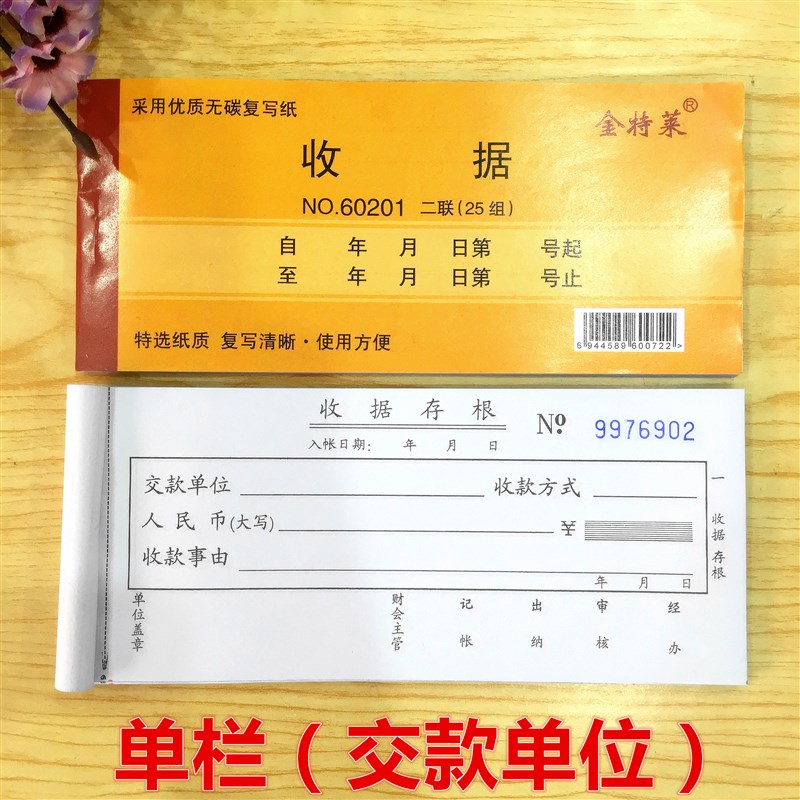 采用优质无碳复写纸
金特莱®
收 据
NO.60201 二联(25组)
自 年 月 日第 号起
至 年 月 日第 号止
特选纸质 复写清晰·使用方便
6 944589 600722 >
收据存根
入帐日期: 年 月 日
Nº 9976902
交款单位 收款方式
人民币(大写) ¥
收款事由
年 月 日
一 收据存根
单位盖章 财会主管 记帐 出纳 审核 经办
单栏(交款单位)